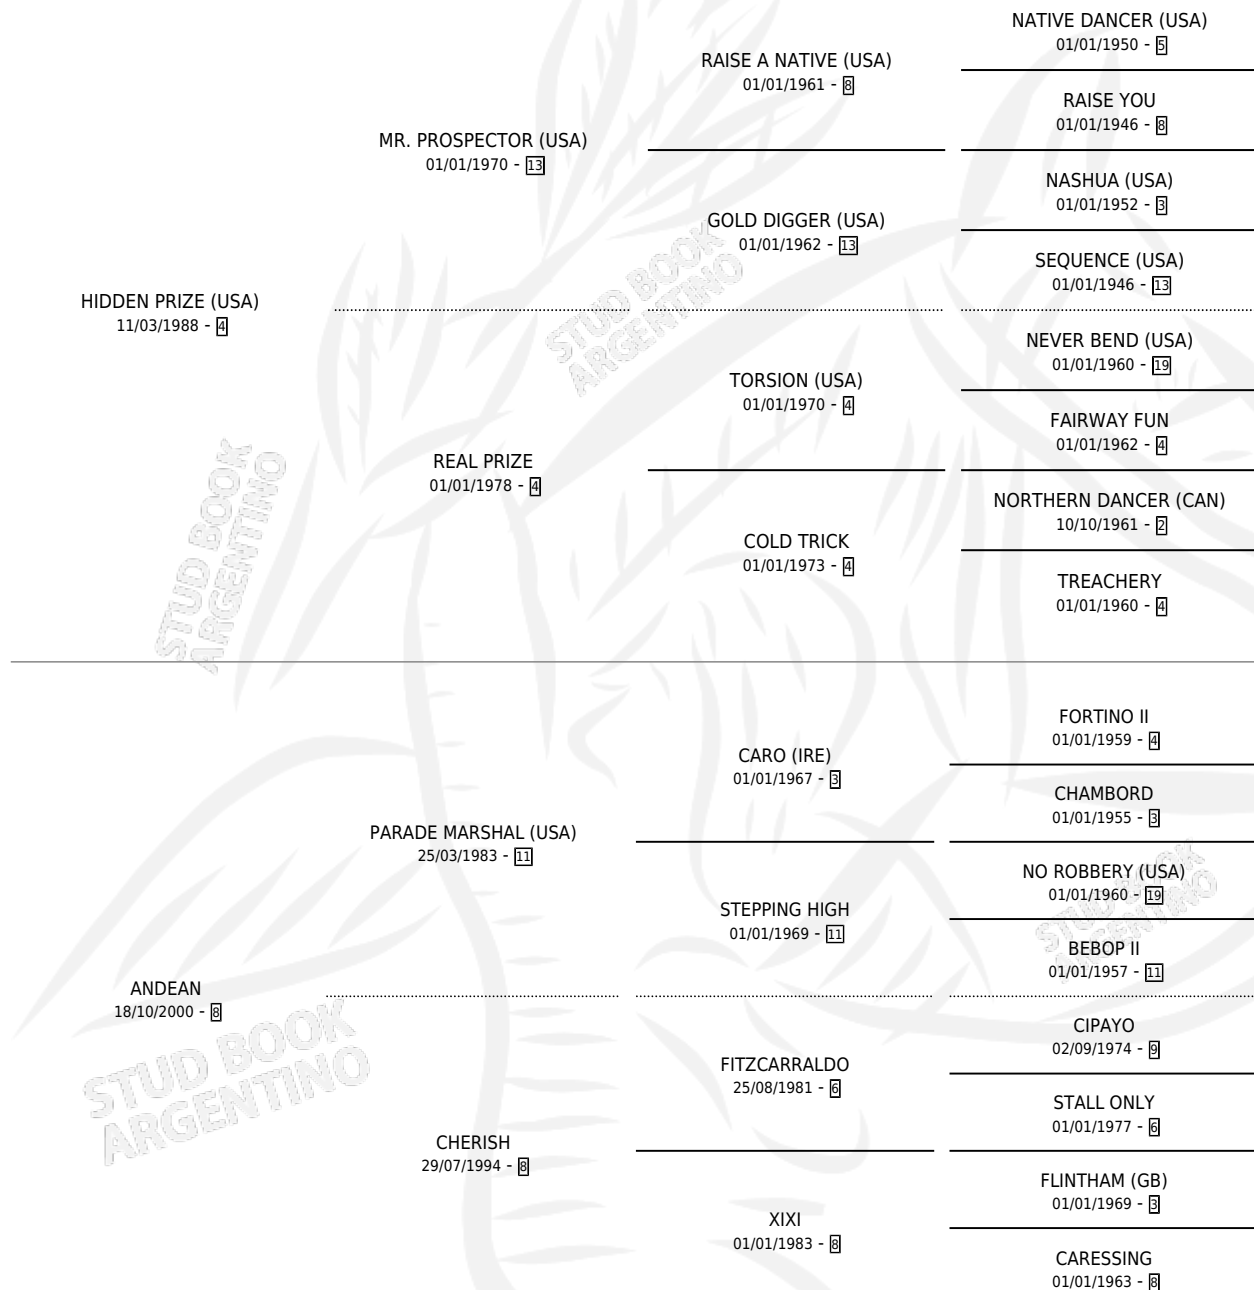 NATIVE DANCER (USA)
01/01/1950 - 5
RAISE A NATIVE (USA)
01/01/1961 - 8
RAISE YOU
01/01/1946 - 8
MR. PROSPECTOR (USA)
01/01/1970 - 13
NASHUA (USA)
01/01/1952 - 3
GOLD DIGGER (USA)
01/01/1962 - 13
SEQUENCE (USA)
01/01/1946 - 13
HIDDEN PRIZE (USA)
11/03/1988 - 4
STUD BOOK
ARGENTINO
NEVER BEND (USA)
01/01/1960 - 19
TORSION (USA)
01/01/1970 - 4
FAIRWAY FUN
01/01/1962 - 4
REAL PRIZE
01/01/1978 - 4
NORTHERN DANCER (CAN)
10/10/1961 - 2
COLD TRICK
01/01/1973 - 4
TREACHERY
01/01/1960 - 4
STUD BOOK
ARGENTINO
FORTINO II
01/01/1959 - 4
CARO (IRE)
01/01/1967 - 3
CHAMBORD
01/01/1955 - 3
PARADE MARSHAL (USA)
25/03/1983 - 11
NO ROBBERY (USA)
01/01/1960 - 19
STEPPING HIGH
01/01/1969 - 11
STUD BOOK
ARGENTINO
BEBOP II
01/01/1957 - 11
ANDEAN
18/10/2000 - 8
CIPAYO
02/09/1974 - 9
FITZCARRALDO
25/08/1981 - 6
STUD BOOK
ARGENTINO
STALL ONLY
01/01/1977 - 6
CHERISH
29/07/1994 - 8
FLINTHAM (GB)
01/01/1969 - 3
XIXI
01/01/1983 - 8
CARESSING
01/01/1963 - 8